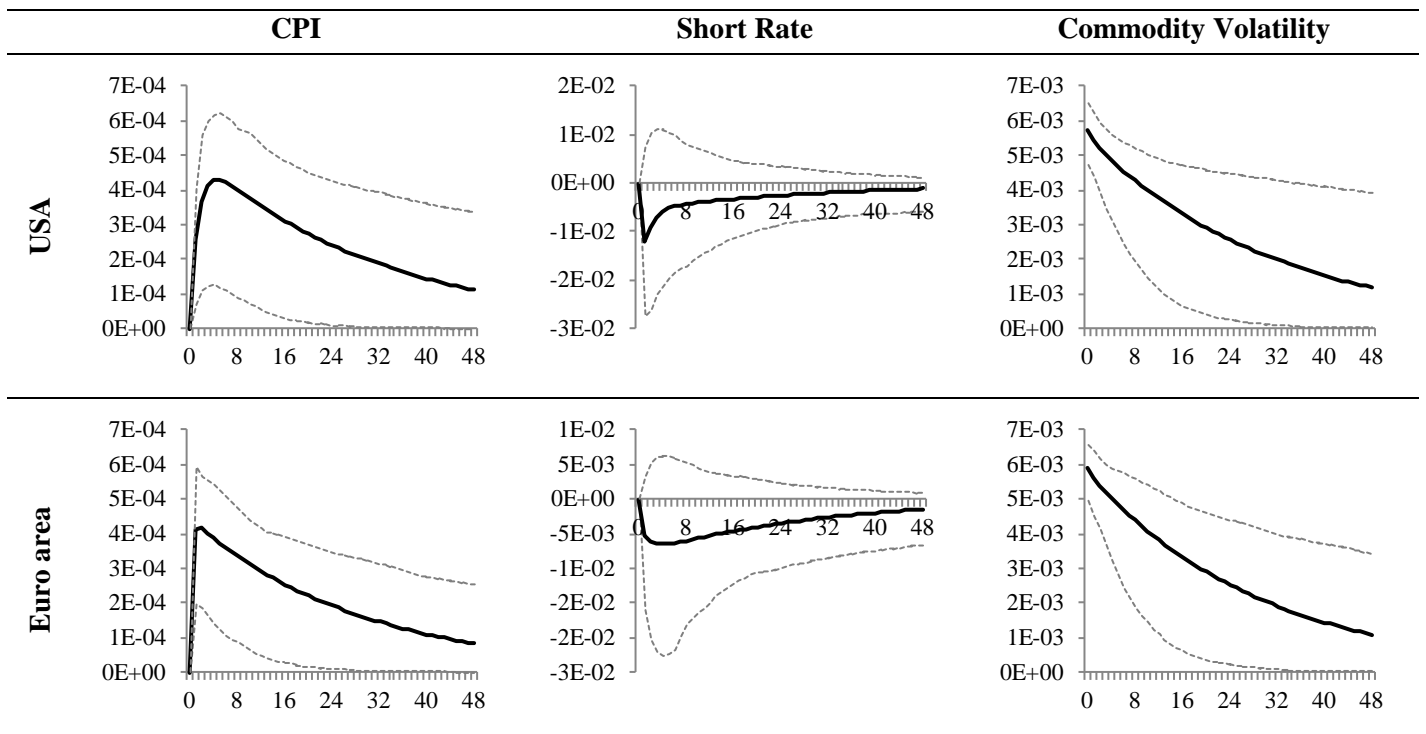 CPI Short Rate Commodity Volatility
USA
7E-04
6E-04
5E-04
4E-04
3E-04
2E-04
1E-04
0E+00
0 8 16 24 32 40 48
2E-02
1E-02
0E+00
-1E-02
-2E-02
-3E-02
0 8 16 24 32 40 48
7E-03
6E-03
5E-03
4E-03
3E-03
2E-03
1E-03
0E+00
0 8 16 24 32 40 48
Euro area
7E-04
6E-04
5E-04
4E-04
3E-04
2E-04
1E-04
0E+00
0 8 16 24 32 40 48
1E-02
5E-03
0E+00
-5E-03
-1E-02
-2E-02
-2E-02
-3E-02
0 8 16 24 32 40 48
7E-03
6E-03
5E-03
4E-03
3E-03
2E-03
1E-03
0E+00
0 8 16 24 32 40 48